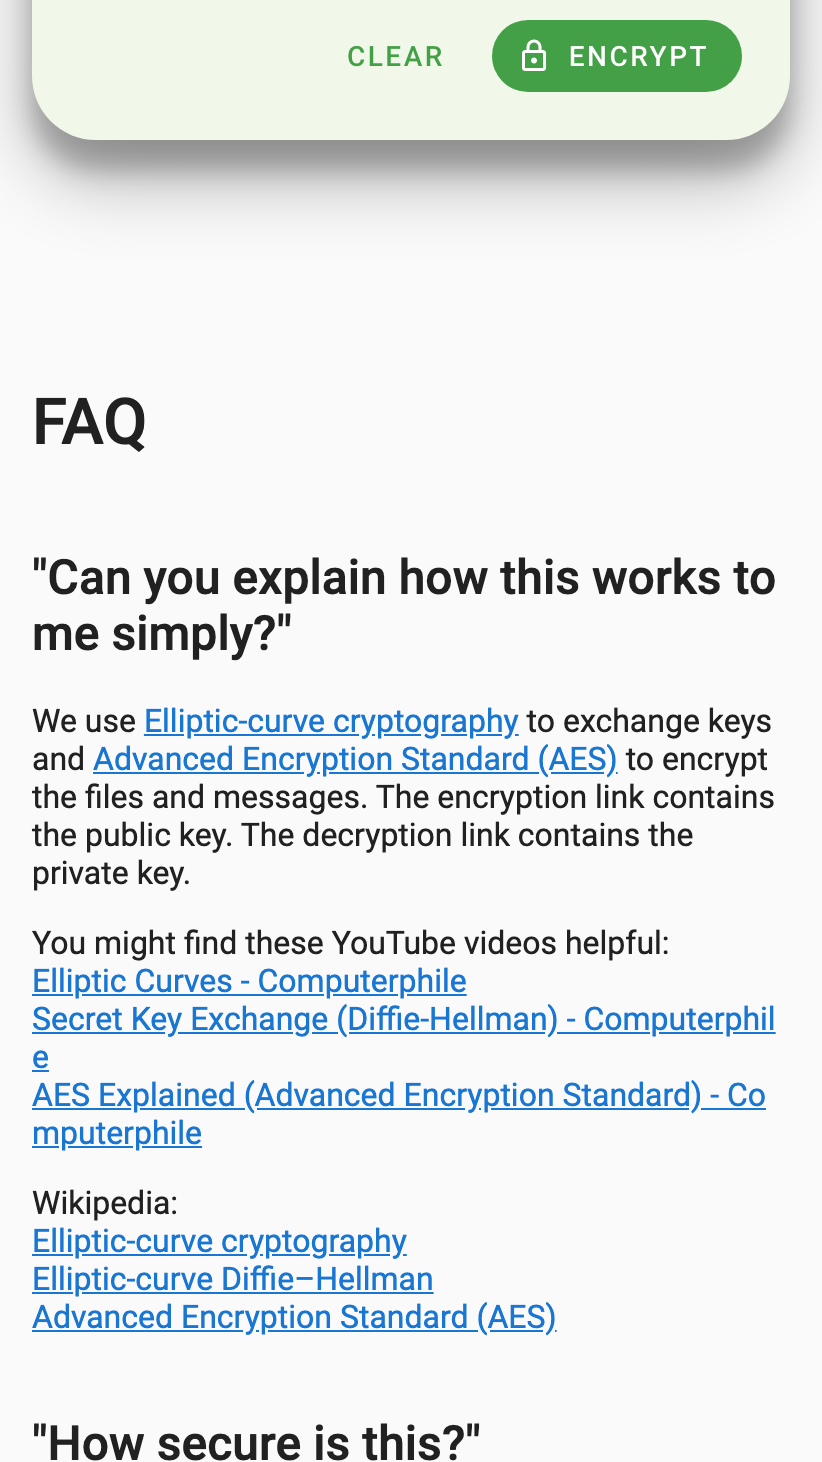 CLEAR
ENCRYPT
FAQ
"Can you explain how this works to
me simply?"
We use Elliptic-curve cryptography to exchange keys
and Advanced Encryption Standard (AES) to encrypt
the files and messages. The encryption link contains
the public key. The decryption link contains the
private key.
You might find these YouTube videos helpful:
Elliptic Curves - Computerphile
Secret Key Exchange (Diffie-Hellman) - Computerphil
e
AES Explained (Advanced Encryption Standard) - Co
mputerphile
Wikipedia:
Elliptic-curve cryptography
Elliptic-curve Diffie–Hellman
Advanced Encryption Standard (AES)
"How secure is this?"